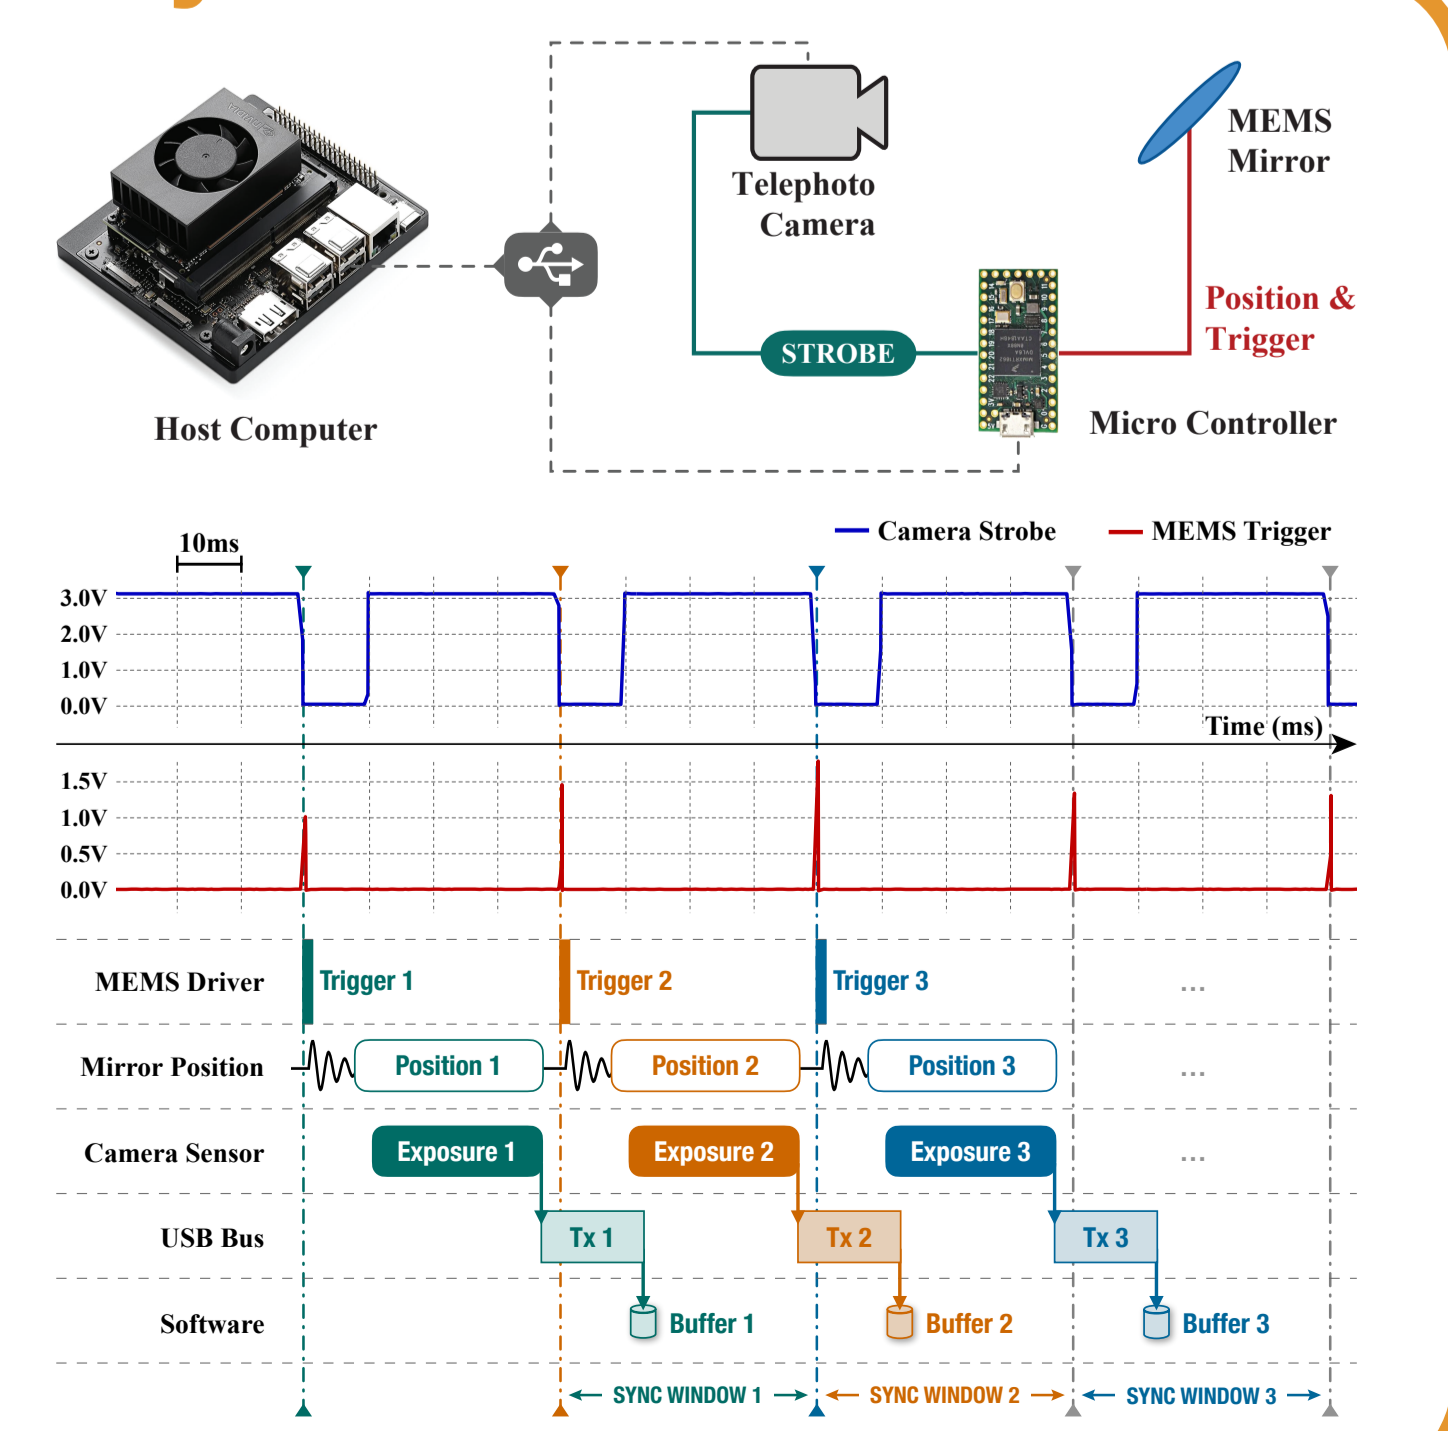 NVIDIA
Telephoto
Camera
MEMS
Mirror
Position &
Trigger
STROBE
Host Computer
Micro Controller
Camera Strobe
MEMS Trigger
10ms
3.0V
2.0V
1.0V
0.0V
Time (ms)
1.5V
1.0V
0.5V
0.0V
MEMS Driver
Trigger 1
Trigger 2
Trigger 3
...
Mirror Position
Position 1
Position 2
Position 3
...
Camera Sensor
Exposure 1
Exposure 2
Exposure 3
...
USB Bus
Tx 1
Tx 2
Tx 3
Software
Buffer 1
Buffer 2
Buffer 3
SYNC WINDOW 1
SYNC WINDOW 2
SYNC WINDOW 3